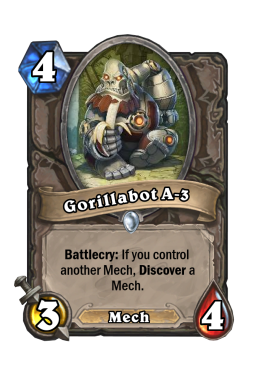 4
Gorillabot A-3
Battlecry: If you control
another Mech, Discover a
Mech.
3
Mech
4